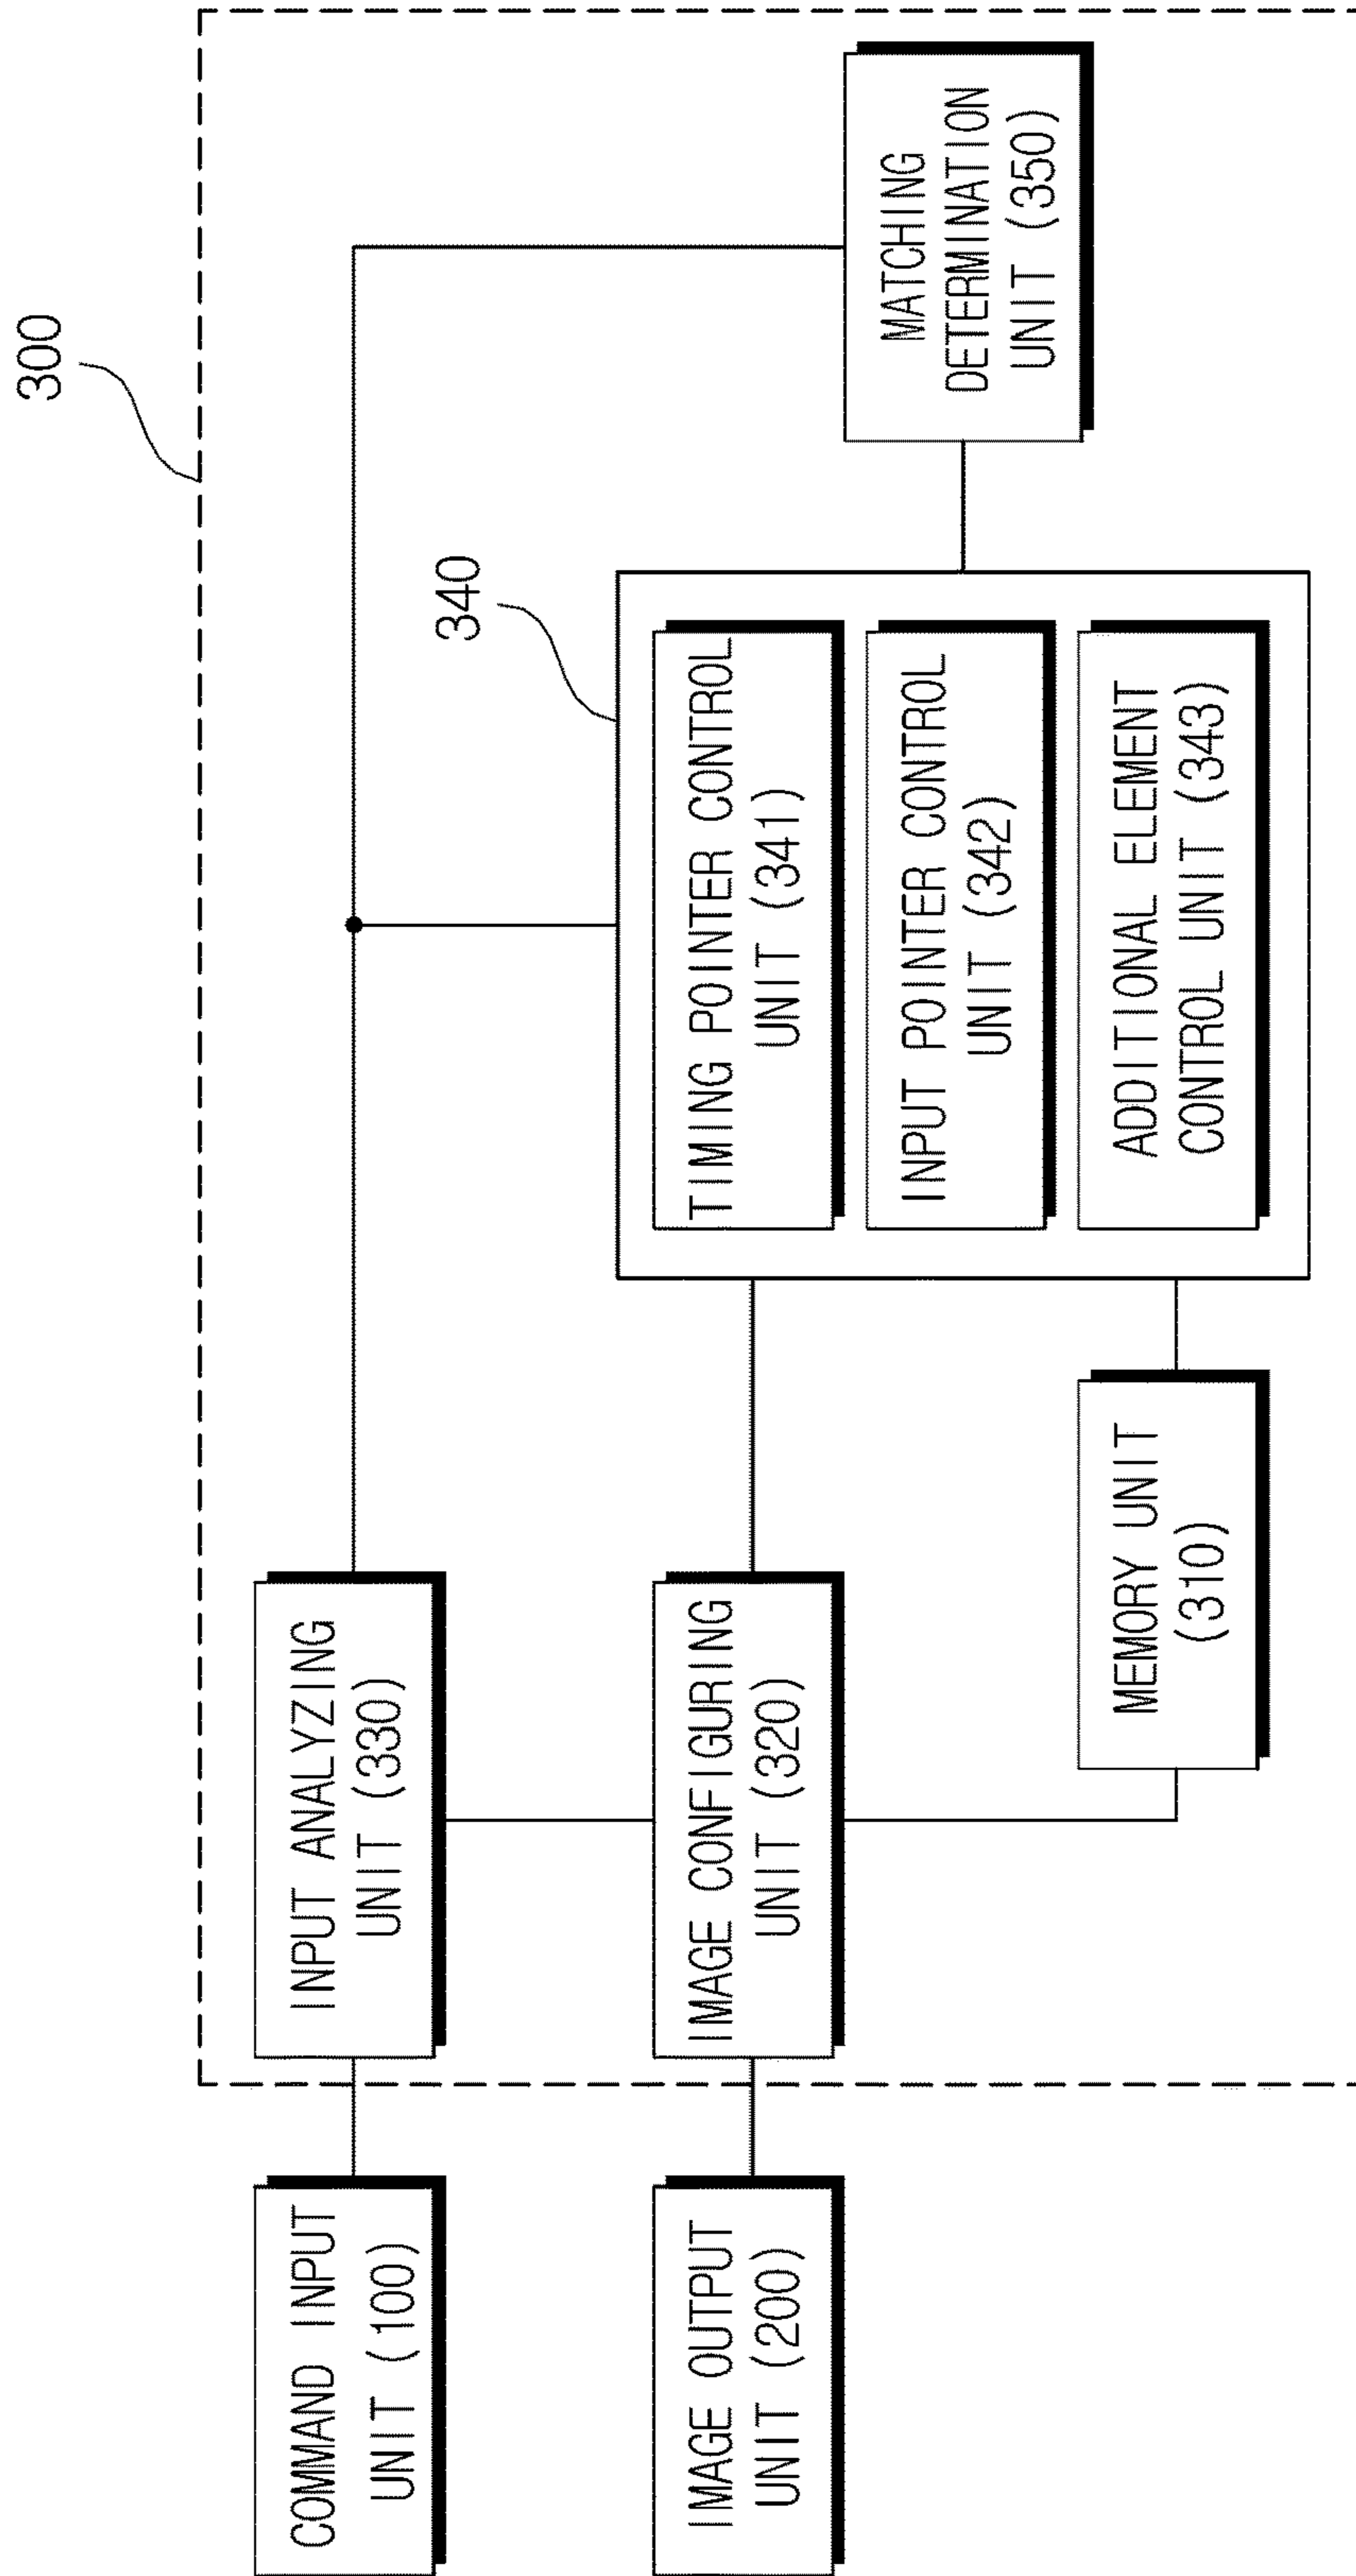 300
COMMAND INPUT
UNIT (100)
INPUT ANALYZING
UNIT (330)
340
IMAGE OUTPUT
UNIT (200)
IMAGE CONFIGURING
UNIT (320)
TIMING POINTER CONTROL
UNIT (341)
INPUT POINTER CONTROL
UNIT (342)
ADDITIONAL ELEMENT
CONTROL UNIT (343)
MATCHING
DETERMINATION
UNIT (350)
MEMORY UNIT
(310)